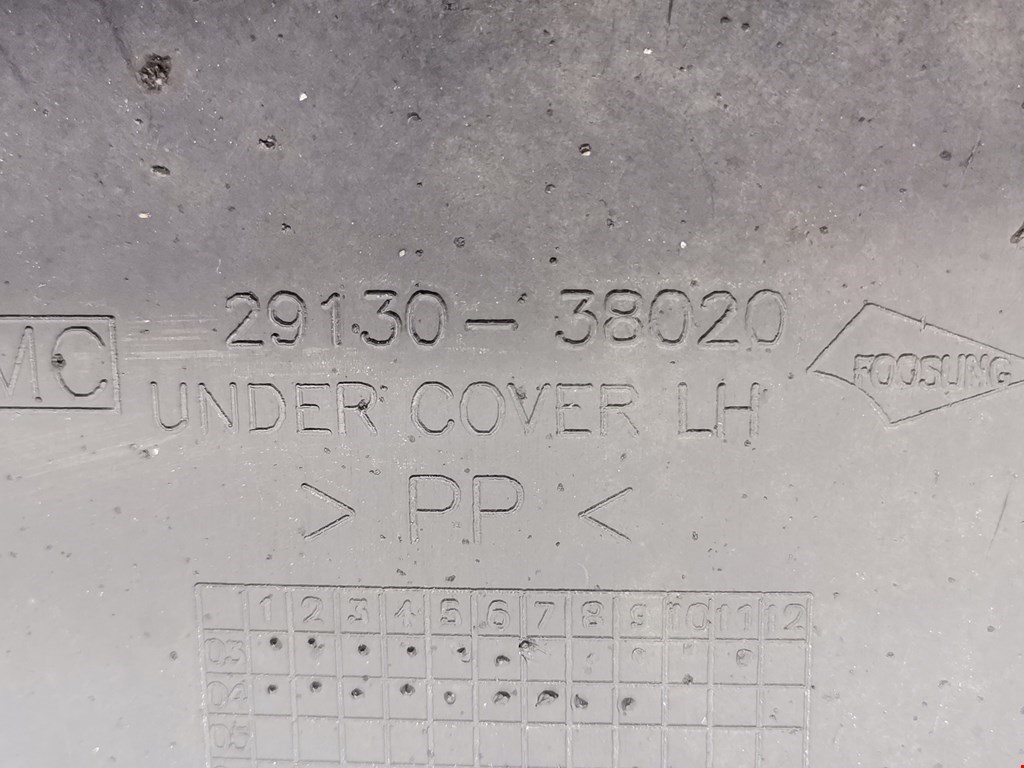 29130-38020
MC
UNDER COVER LH
FOOSUNG
> PP <
1 2 3 4 5 6 7 8 9 10 11 12
03
04
05